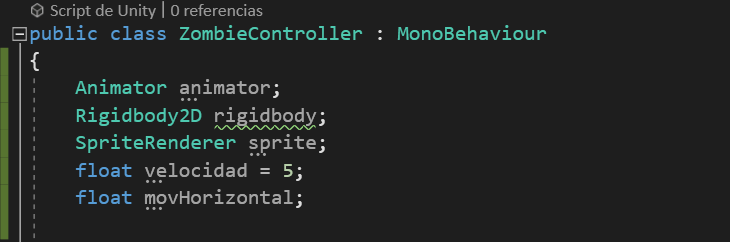 Script de Unity | 0 referencias
public class ZombieController : MonoBehaviour
{
Animator animator;
Rigidbody2D rigidbody;
SpriteRenderer sprite;
float velocidad = 5;
float movHorizontal;